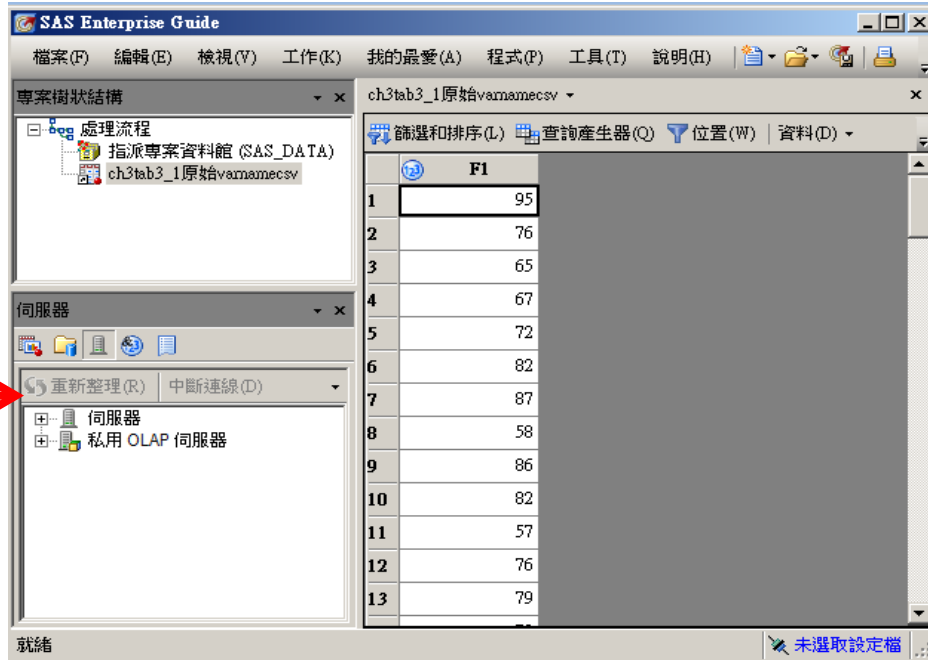 SAS Enterprise Guide
檔案(F) 編輯(E) 檢視(V) 工作(K) 我的最愛(A) 程式(P) 工具(T) 說明(H)
專案樹狀結構
處理流程
指派專案資料館 (SAS_DATA)
ch3tab3_1原始varnamecsv
伺服器
重新整理(R) 中斷連線(D)
伺服器
私用 OLAP 伺服器
ch3tab3_1原始varnamecsv
篩選和排序(L) 查詢產生器(Q) 位置(W) 資料(D)
123 F1
1 95
2 76
3 65
4 67
5 72
6 82
7 87
8 58
9 86
10 82
11 57
12 76
13 79
就緒 未選取設定檔